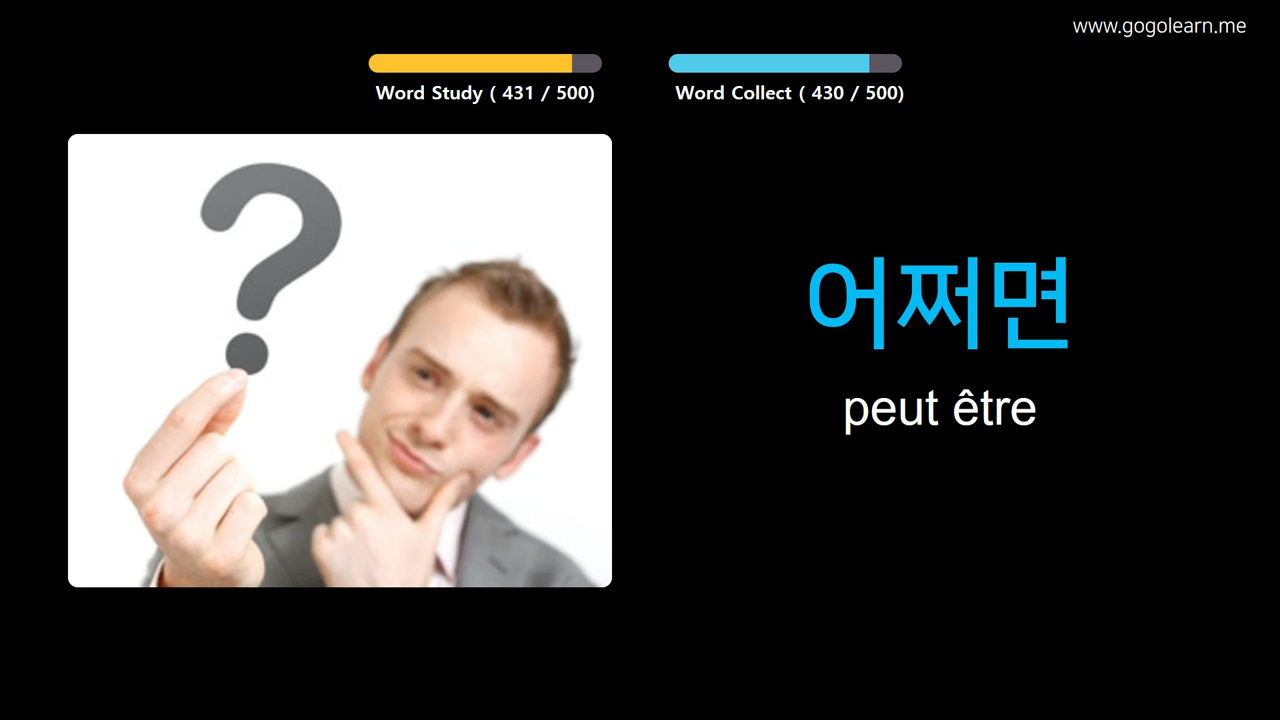 www.gogolearn.me
Word Study ( 431 / 500)
Word Collect ( 430 / 500)
?
어쩌면
peut être